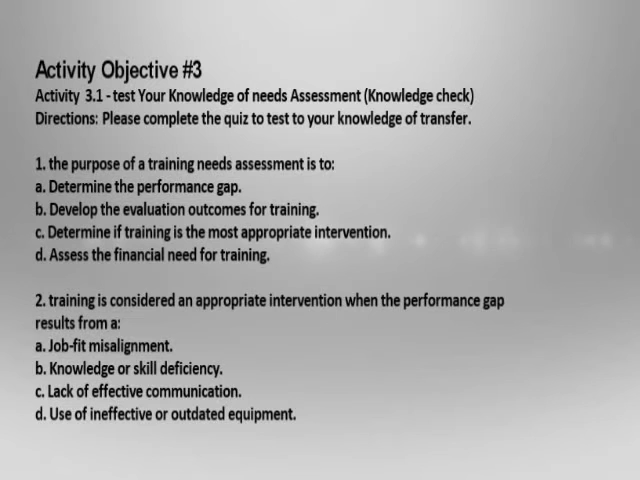 Activity Objective #3
Activity 3.1 - test Your Knowledge of needs Assessment (Knowledge check)
Directions: Please complete the quiz to test to your knowledge of transfer.
1. the purpose of a training needs assessment is to:
a. Determine the performance gap.
b. Develop the evaluation outcomes for training.
c. Determine if training is the most appropriate intervention.
d. Assess the financial need for training.
2. training is considered an appropriate intervention when the performance gap
results from a:
a. Job-fit misalignment.
b. Knowledge or skill deficiency.
c. Lack of effective communication.
d. Use of ineffective or outdated equipment.